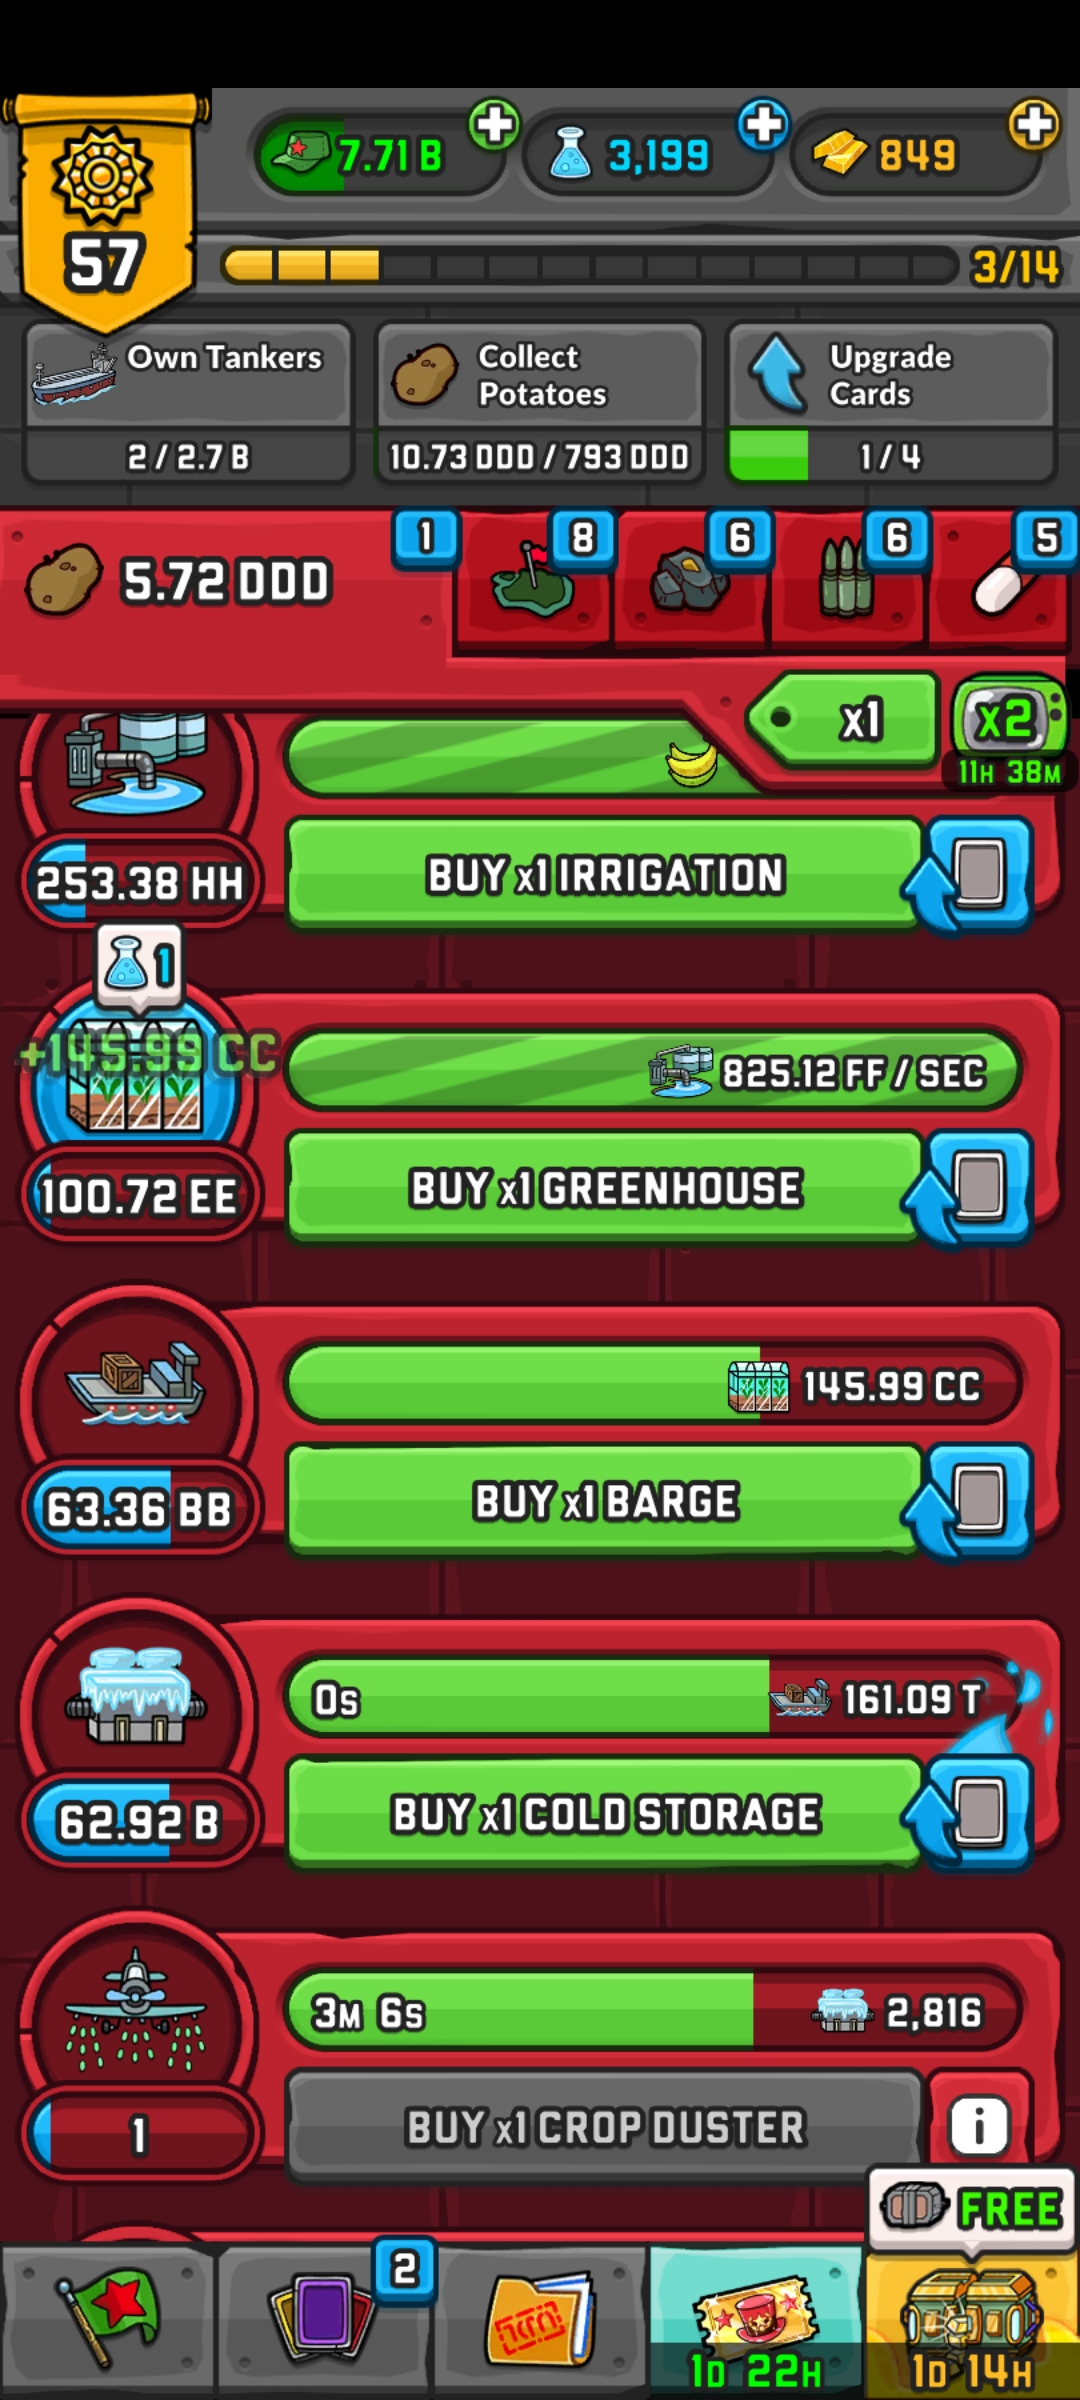 7.71 B
3,199
849
57
3/14
Own Tankers
2 / 2.7 B
Collect
Potatoes
10.73 DDD / 793 DDD
Upgrade
Cards
1 / 4
5.72 DDD
1
8
6
6
5
x1
x2
11H 38M
253.38 HH
BUY x1 IRRIGATION
1
+145.99 CC
825.12 FF / SEC
100.72 EE
BUY x1 GREENHOUSE
145.99 CC
63.36 BB
BUY x1 BARGE
0s
161.09 T
62.92 B
BUY x1 COLD STORAGE
3M 6s
2,816
1
BUY x1 CROP DUSTER
i
FREE
2
1D 22H
1D 14H